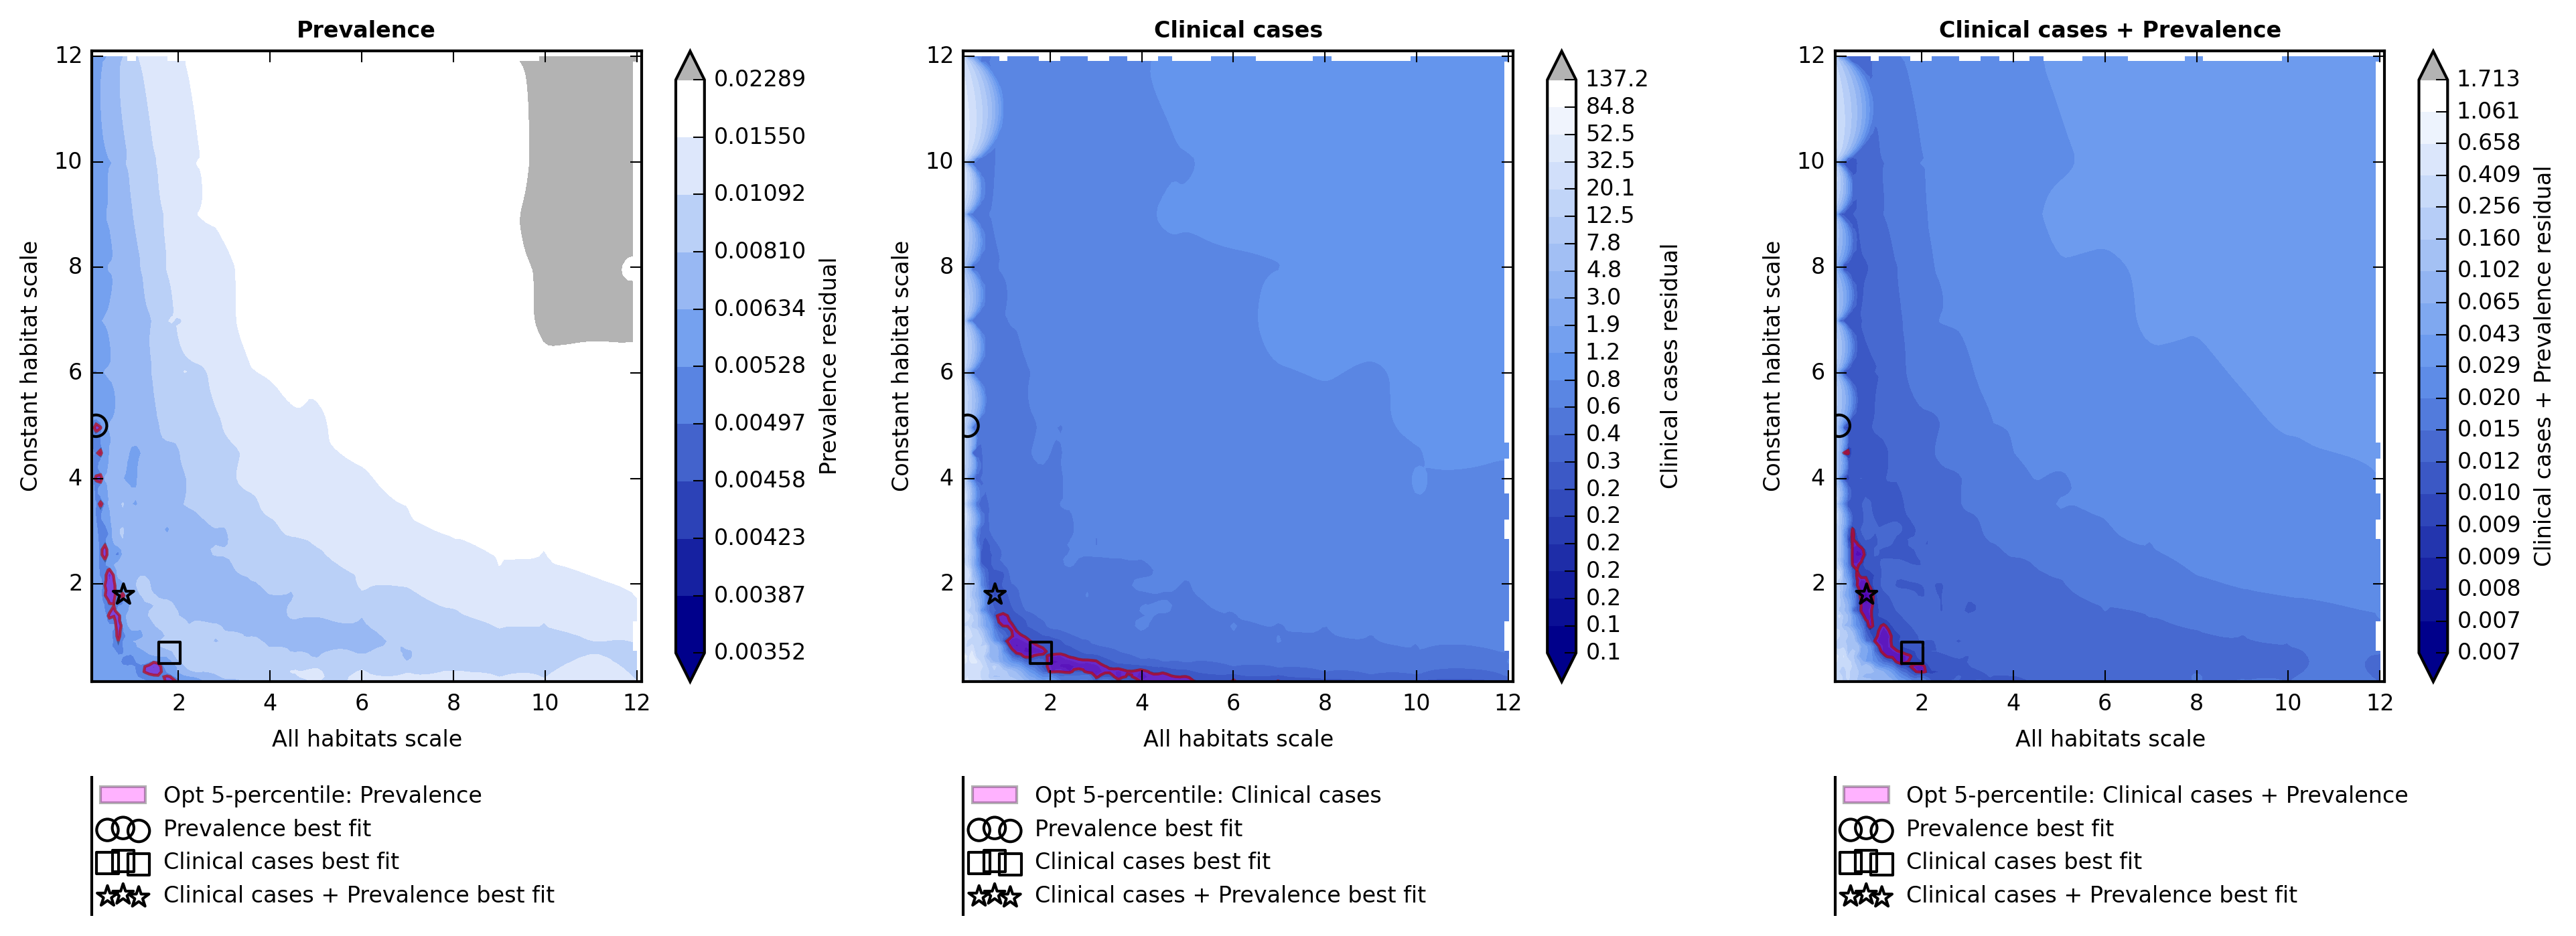 Prevalence
Constant habitat scale
12
10
8
6
4
2
2 4 6 8 10 12
All habitats scale
0.02289
0.01550
0.01092
0.00810
0.00634
0.00528
0.00497
0.00458
0.00423
0.00387
0.00352
Prevalence residual
Opt 5-percentile: Prevalence
Prevalence best fit
Clinical cases best fit
Clinical cases + Prevalence best fit
Clinical cases
Constant habitat scale
12
10
8
6
4
2
2 4 6 8 10 12
All habitats scale
137.2
84.8
52.5
32.5
20.1
12.5
7.8
4.8
3.0
1.9
1.2
0.8
0.6
0.4
0.3
0.2
0.2
0.2
0.2
0.2
0.1
0.1
Clinical cases residual
Opt 5-percentile: Clinical cases
Prevalence best fit
Clinical cases best fit
Clinical cases + Prevalence best fit
Clinical cases + Prevalence
Constant habitat scale
12
10
8
6
4
2
2 4 6 8 10 12
All habitats scale
1.713
1.061
0.658
0.409
0.256
0.160
0.102
0.065
0.043
0.029
0.020
0.015
0.012
0.010
0.009
0.009
0.008
0.007
0.007
Clinical cases + Prevalence residual
Opt 5-percentile: Clinical cases + Prevalence
Prevalence best fit
Clinical cases best fit
Clinical cases + Prevalence best fit